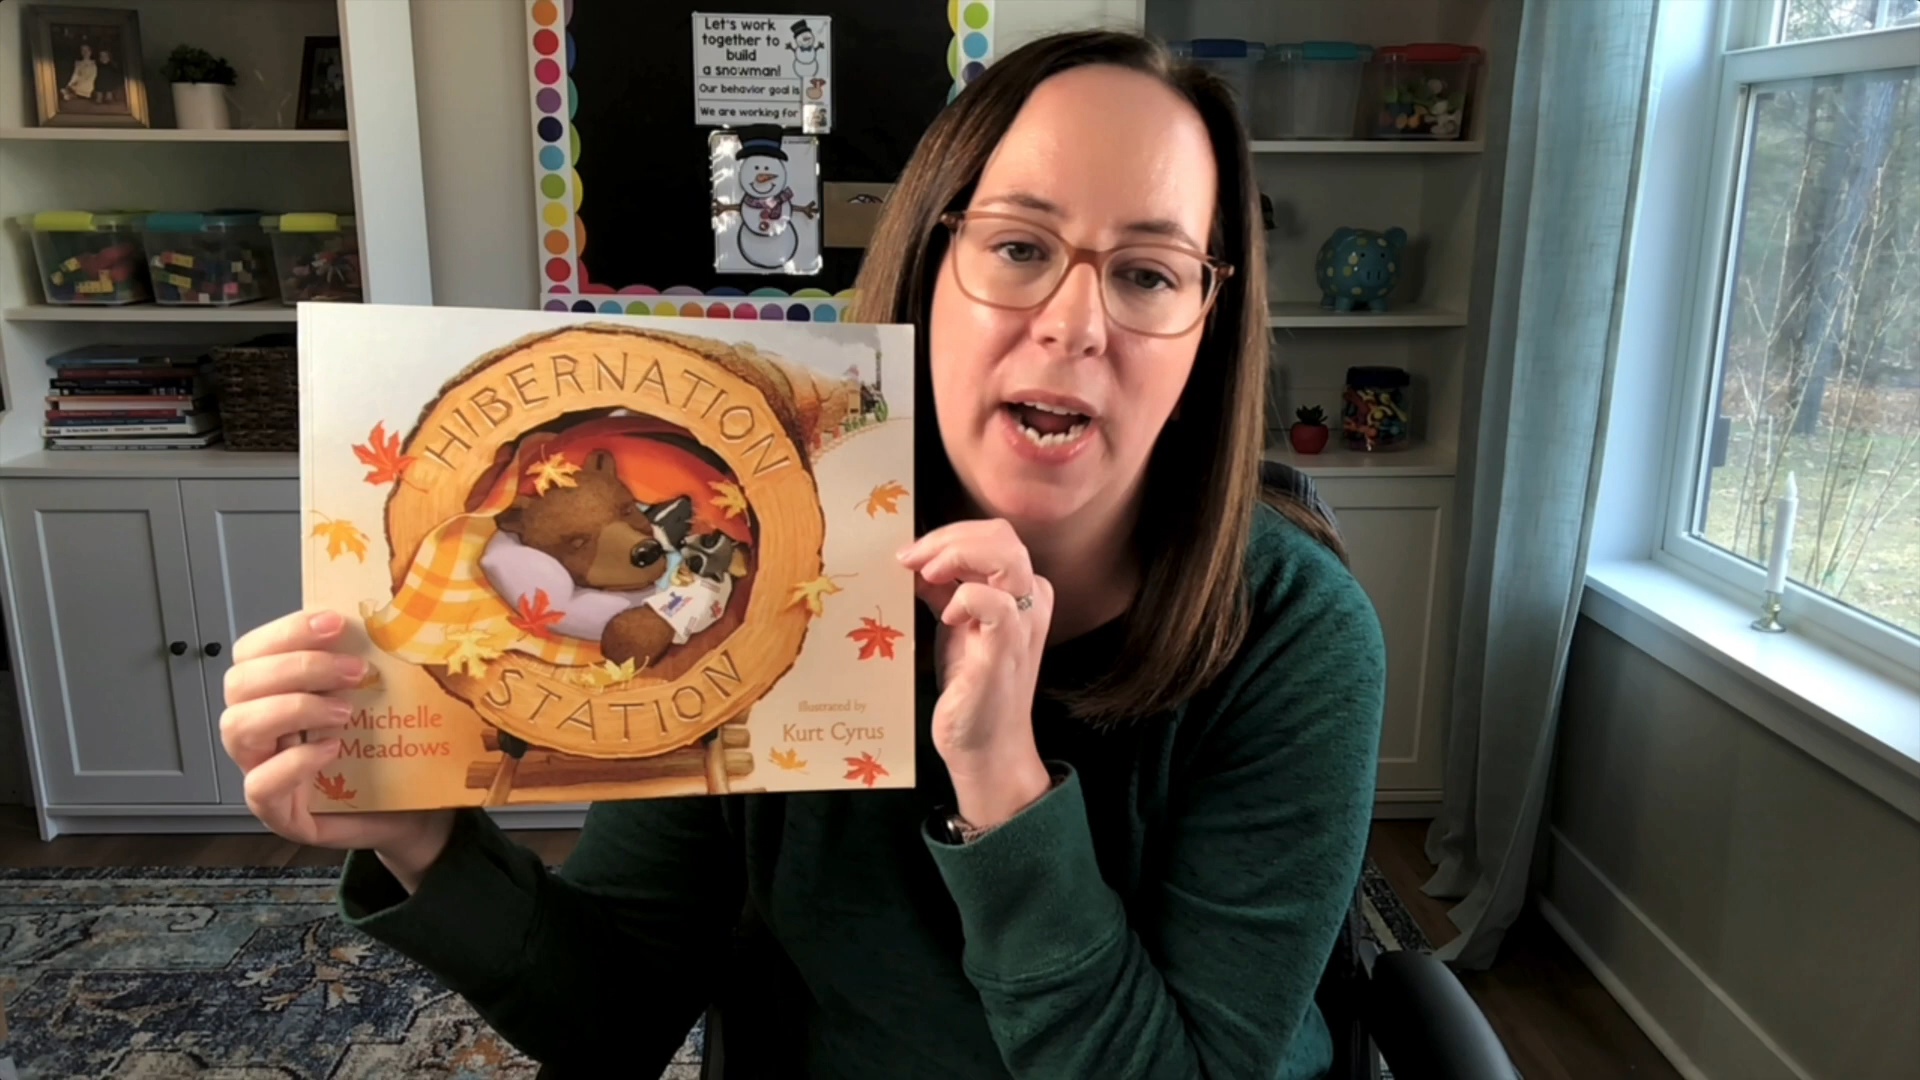 Let's work
together to
build
a snowman!
Our behavior goal is
We are working for
HIBERNATION
STATION
Michelle
Meadows
Illustrated by
Kurt Cyrus